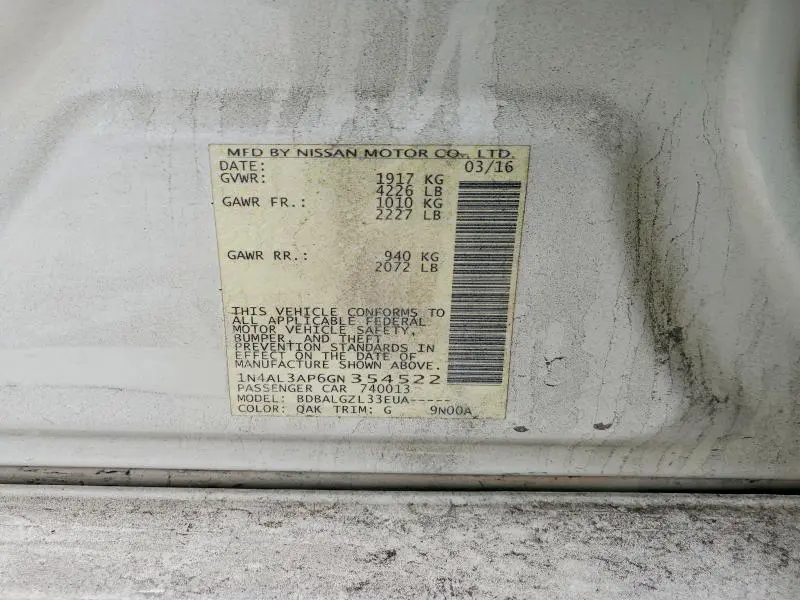 MFD BY NISSAN MOTOR CO., LTD.
DATE: 03/16
GVWR: 1917 KG
4226 LB
GAWR FR.: 1010 KG
2227 LB
GAWR RR.: 940 KG
2072 LB
THIS VEHICLE CONFORMS TO
ALL APPLICABLE FEDERAL
MOTOR VEHICLE SAFETY,
BUMPER, AND THEFT
PREVENTION STANDARDS IN
EFFECT ON THE DATE OF
MANUFACTURE SHOWN ABOVE.
1N4AL3AP6GN354522
PASSENGER CAR 740013
MODEL: BDBALGZL33EUA-----
COLOR: QAK TRIM: G 9N00A